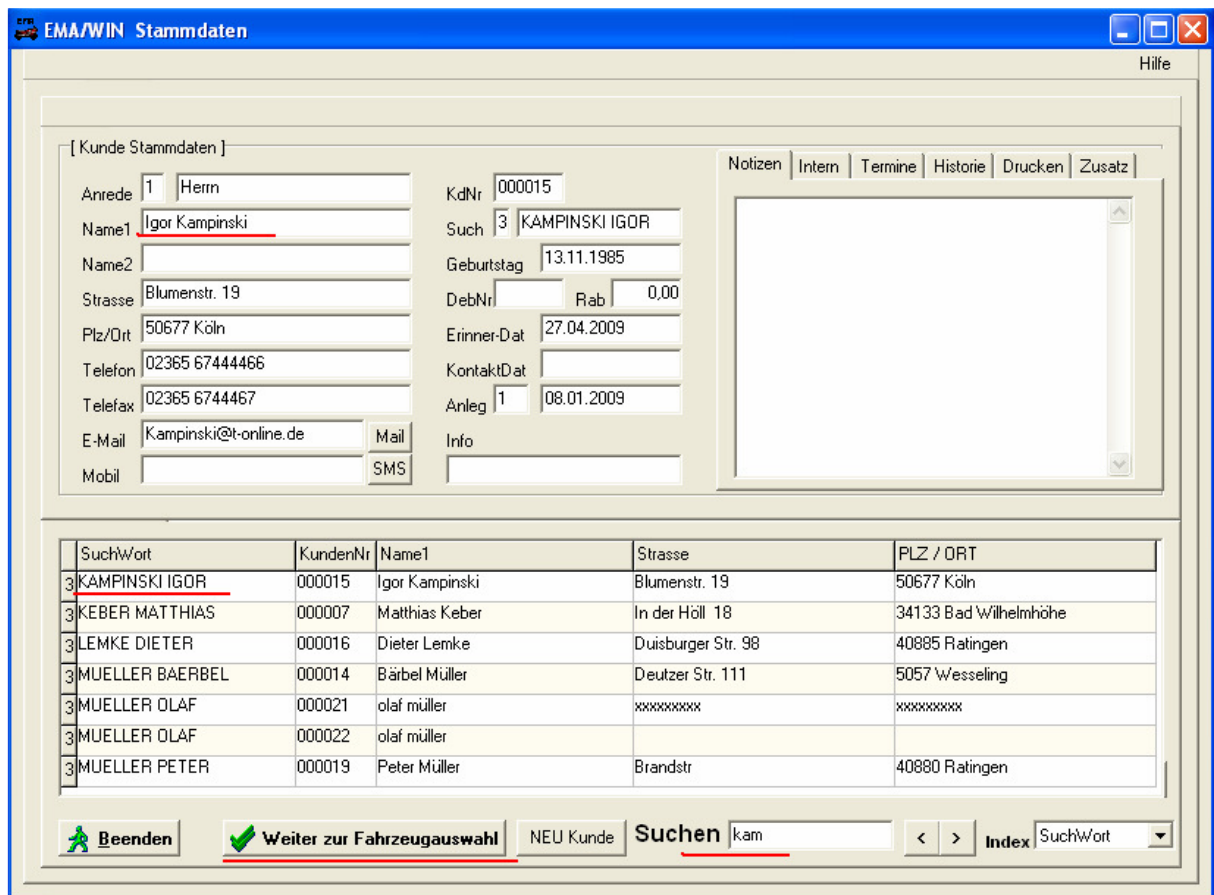 EMA/WIN Stammdaten
Hilfe
[ Kunde Stammdaten ]
Anrede 1 Herrn
Name1 Igor Kampinski
Name2
Strasse Blumenstr. 19
Plz/Ort 50677 Köln
Telefon 02365 67444466
Telefax 02365 6744467
E-Mail Kampinski@t-online.de Mail
Mobil SMS
KdNr 000015
Such 3 KAMPINSKI IGOR
Geburtstag 13.11.1985
DebNr Rab 0,00
Erinner-Dat 27.04.2009
KontaktDat
Anleg 1 08.01.2009
Info
Notizen Intern Termine Historie Drucken Zusatz
SuchWort KundenNr Name1 Strasse PLZ / ORT
3 KAMPINSKI IGOR 000015 Igor Kampinski Blumenstr. 19 50677 Köln
3 KEBER MATTHIAS 000007 Matthias Keber In der Höll 18 34133 Bad Wilhelmhöhe
3 LEMKE DIETER 000016 Dieter Lemke Duisburger Str. 98 40885 Ratingen
3 MUELLER BAERBEL 000014 Bärbel Müller Deutzer Str. 111 5057 Wesseling
3 MUELLER OLAF 000021 olaf müller xxxxxxxxx xxxxxxxxx
3 MUELLER OLAF 000022 olaf müller
3 MUELLER PETER 000019 Peter Müller Brandstr 40880 Ratingen
Beenden Weiter zur Fahrzeugauswahl NEU Kunde Suchen kam < > Index SuchWort